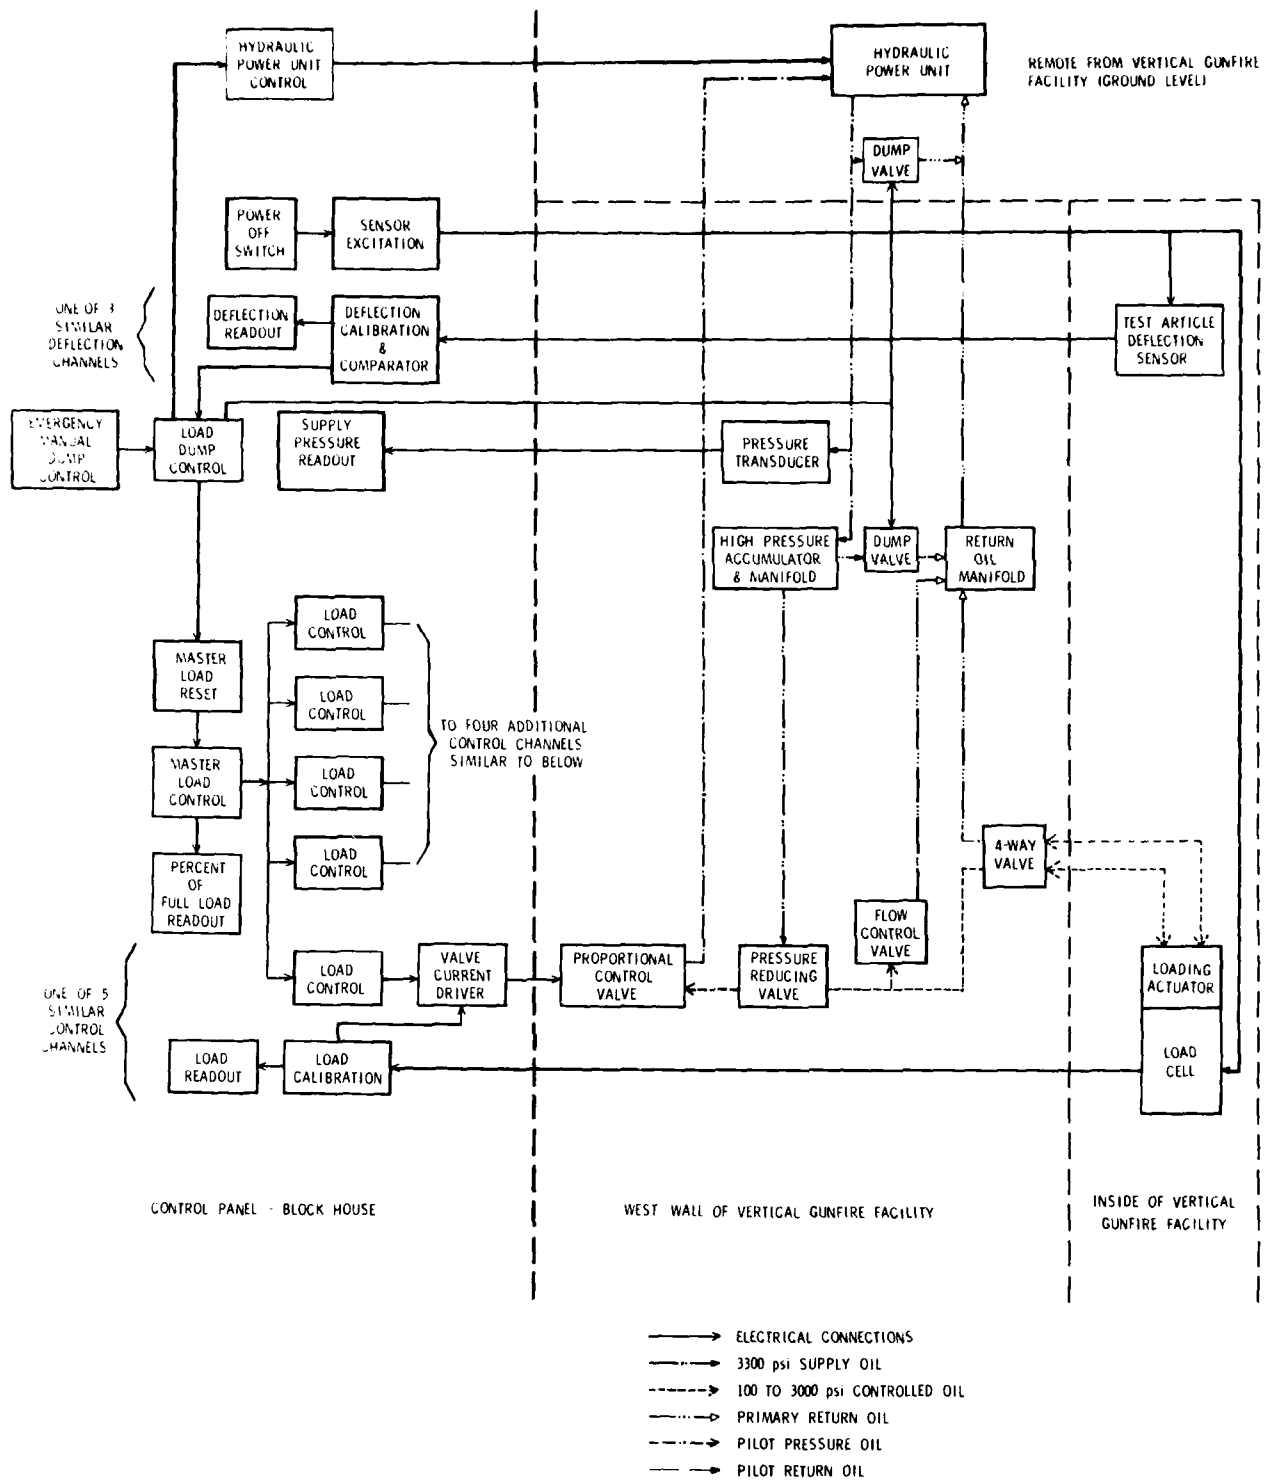 HYDRAULIC
POWER UNIT
CONTROL
HYDRAULIC
POWER UNIT
REMOTE FROM VERTICAL GUNFIRE
FACILITY (GROUND LEVEL)
DUMP
VALVE
POWER
OFF
SWITCH
SENSOR
EXCITATION
ONE OF 3
SIMILAR
DEFLECTION
CHANNELS
DEFLECTION
READOUT
DEFLECTION
CALIBRATION
&
COMPARATOR
TEST ARTICLE
DEFLECTION
SENSOR
EMERGENCY
MANUAL
DUMP
CONTROL
LOAD
DUMP
CONTROL
SUPPLY
PRESSURE
READOUT
PRESSURE
TRANSDUCER
HIGH PRESSURE
ACCUMULATOR
& MANIFOLD
DUMP
VALVE
RETURN
OIL
MANIFOLD
LOAD
CONTROL
MASTER
LOAD
RESET
LOAD
CONTROL
TO FOUR ADDITIONAL
CONTROL CHANNELS
SIMILAR TO BELOW
MASTER
LOAD
CONTROL
LOAD
CONTROL
LOAD
CONTROL
PERCENT
OF
FULL LOAD
READOUT
4-WAY
VALVE
FLOW
CONTROL
VALVE
ONE OF 5
SIMILAR
CONTROL
CHANNELS
LOAD
CONTROL
VALVE
CURRENT
DRIVER
PROPORTIONAL
CONTROL
VALVE
PRESSURE
REDUCING
VALVE
LOADING
ACTUATOR
LOAD
READOUT
LOAD
CALIBRATION
LOAD
CELL
CONTROL PANEL - BLOCK HOUSE
WEST WALL OF VERTICAL GUNFIRE FACILITY
INSIDE OF VERTICAL
GUNFIRE FACILITY
ELECTRICAL CONNECTIONS
3300 psi SUPPLY OIL
100 TO 3000 psi CONTROLLED OIL
PRIMARY RETURN OIL
PILOT PRESSURE OIL
PILOT RETURN OIL